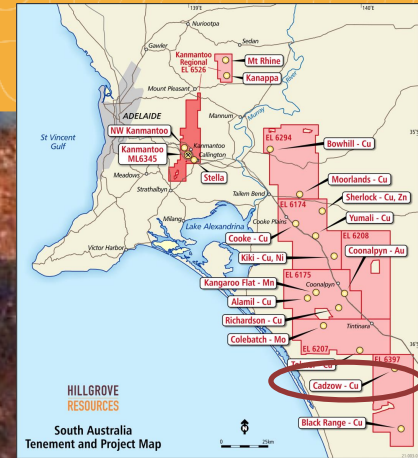 139°E
140°E
Nuriootpa
Gawler
Sedan
Kanmantoo
Regional
EL 6526
Mt Rhine
Kanappa
Mount Pleasant
River
Murray
ADELAIDE
Mannum
35°
St Vincent
Gulf
NW Kanmantoo
Kanmantoo
Kanmantoo
ML6345
Callington
Stella
Meadows
Strathalbyn
EL 6294
Bowhill - Cu
Moorlands - Cu
Tailem Bend
EL 6174
Sherlock - Cu, Zn
Milang
Cooke Plains
Yumali - Cu
Lake Alexandrina
Cooke - Cu
EL 6208
Victor Harbor
Kiki - Cu, Ni
Coonalpyn - Au
EL 6175
Kangaroo Flat - Mn
Coonalpyn
Alamil - Cu
Richardson - Cu
Tintinara
Colebatch - Mo
36°
EL 6207
EL 6397
Cadzow - Cu
Black Range - Cu
HILLGROVE
RESOURCES
South Australia
Tenement and Project Map
0
25km